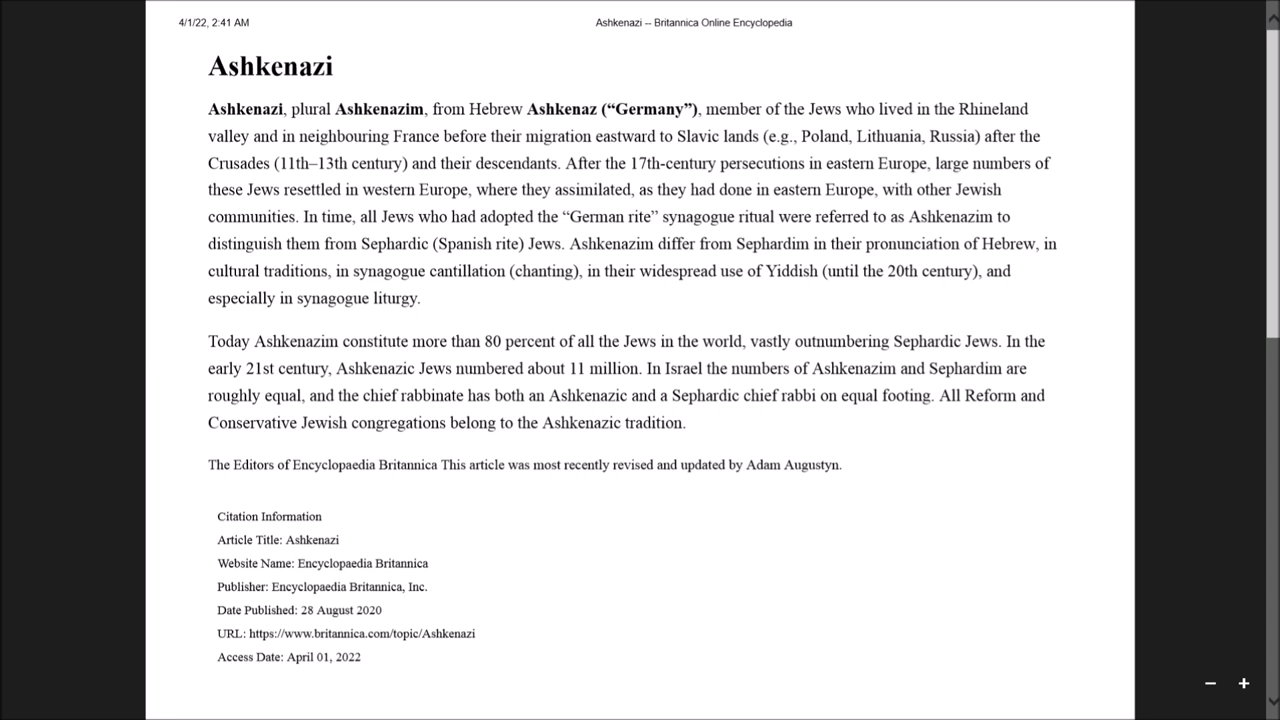 4/1/22, 2:41 AM
Ashkenazi -- Britannica Online Encyclopedia
Ashkenazi
Ashkenazi, plural Ashkenazim, from Hebrew Ashkenaz (“Germany”), member of the Jews who lived in the Rhineland
valley and in neighbouring France before their migration eastward to Slavic lands (e.g., Poland, Lithuania, Russia) after the
Crusades (11th–13th century) and their descendants. After the 17th-century persecutions in eastern Europe, large numbers of
these Jews resettled in western Europe, where they assimilated, as they had done in eastern Europe, with other Jewish
communities. In time, all Jews who had adopted the “German rite” synagogue ritual were referred to as Ashkenazim to
distinguish them from Sephardic (Spanish rite) Jews. Ashkenazim differ from Sephardim in their pronunciation of Hebrew, in
cultural traditions, in synagogue cantillation (chanting), in their widespread use of Yiddish (until the 20th century), and
especially in synagogue liturgy.
Today Ashkenazim constitute more than 80 percent of all the Jews in the world, vastly outnumbering Sephardic Jews. In the
early 21st century, Ashkenazic Jews numbered about 11 million. In Israel the numbers of Ashkenazim and Sephardim are
roughly equal, and the chief rabbinate has both an Ashkenazic and a Sephardic chief rabbi on equal footing. All Reform and
Conservative Jewish congregations belong to the Ashkenazic tradition.
The Editors of Encyclopaedia Britannica This article was most recently revised and updated by Adam Augustyn.
Citation Information
Article Title: Ashkenazi
Website Name: Encyclopaedia Britannica
Publisher: Encyclopaedia Britannica, Inc.
Date Published: 28 August 2020
URL: https://www.britannica.com/topic/Ashkenazi
Access Date: April 01, 2022